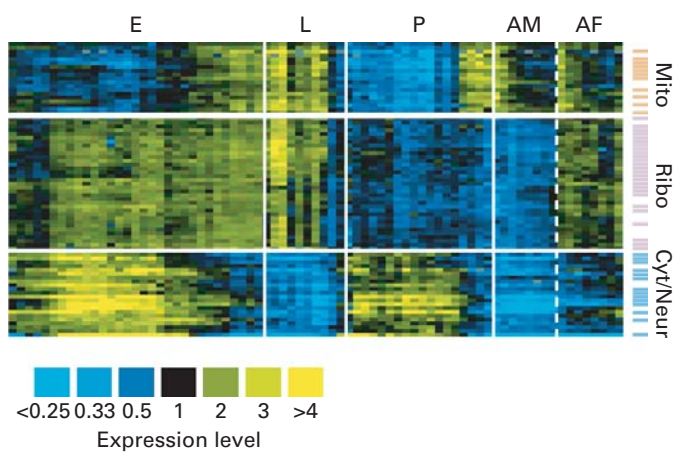 E L P AM AF
Mito
Ribo
Cyt/Neur
<0.25 0.33 0.5 1 2 3 >4
Expression level